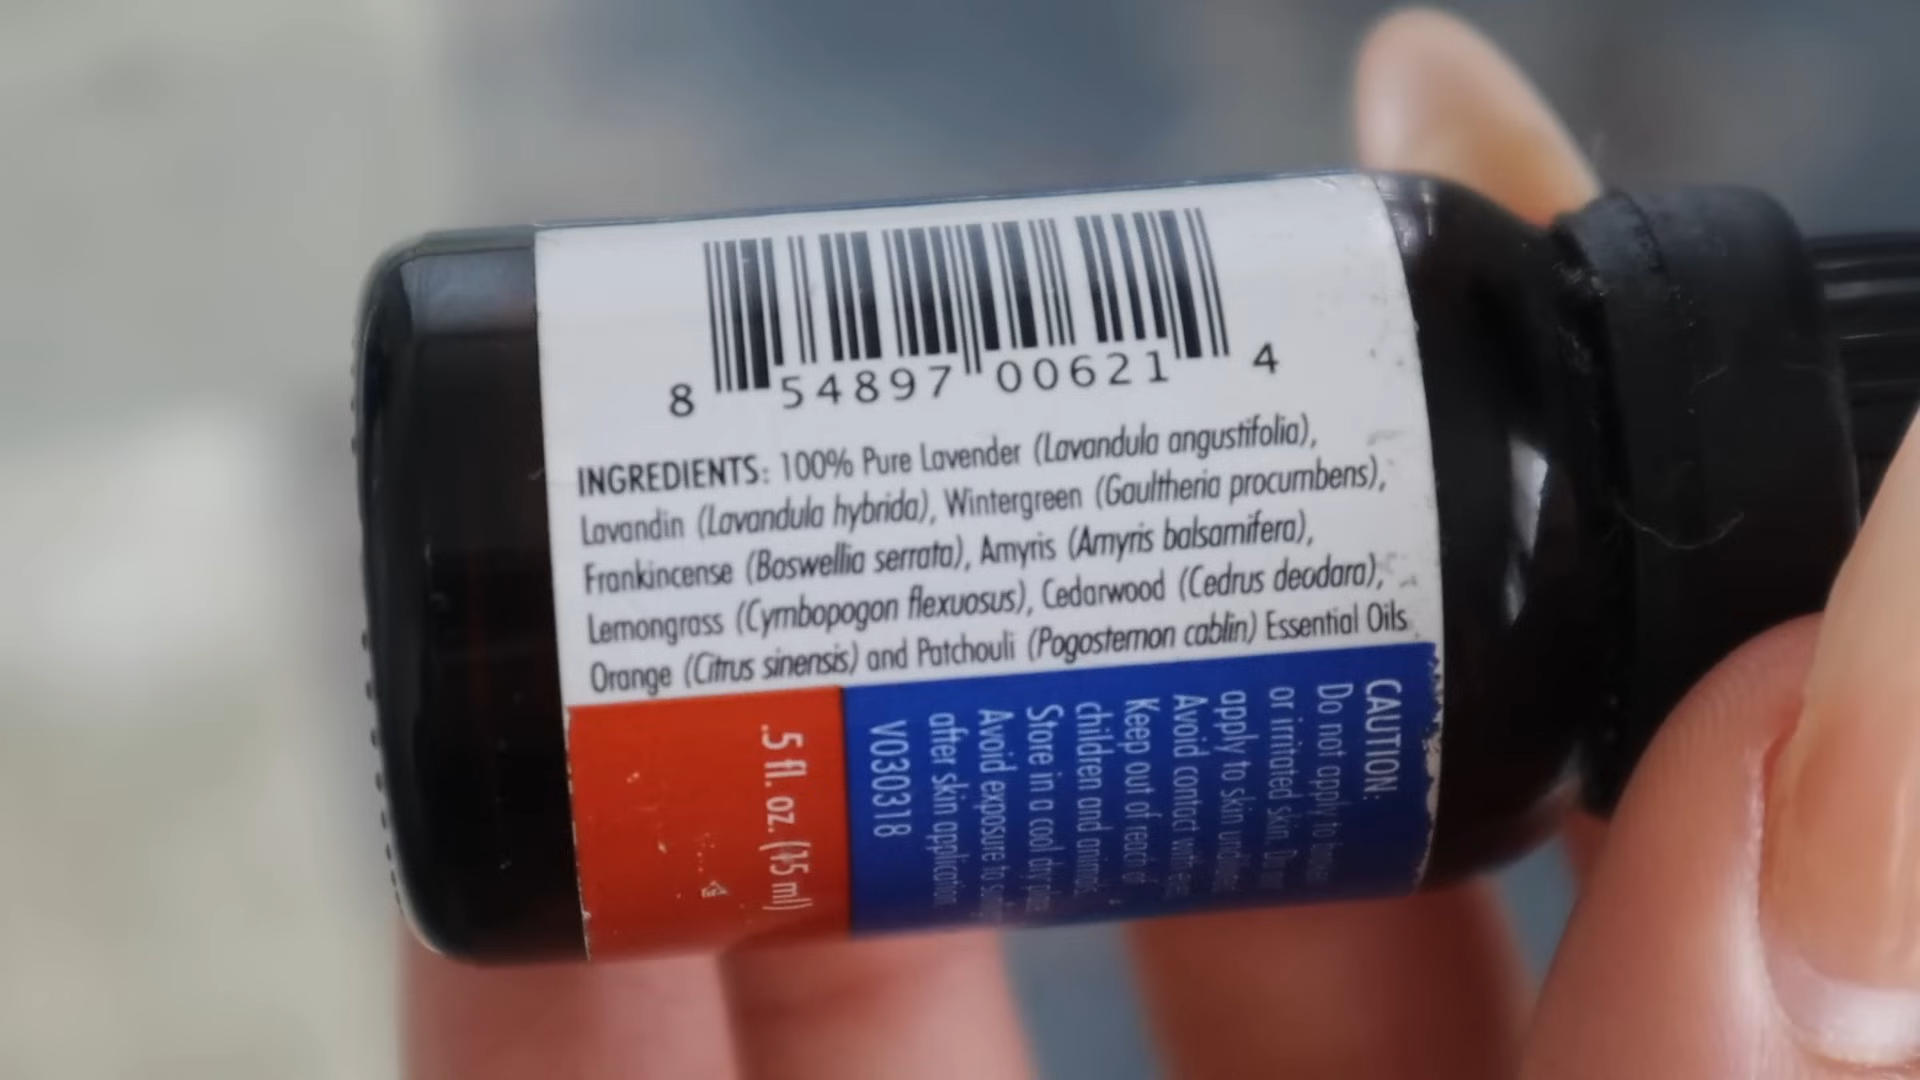 8 54897 00621 4
INGREDIENTS: 100% Pure Lavender (Lavandula angustifolia),
Lavandin (Lavandula hybrida), Wintergreen (Gaultheria procumbens),
Frankincense (Boswellia serrata), Amyris (Amyris balsamifera),
Lemongrass (Cymbopogon flexuosus), Cedarwood (Cedrus deodara),
Orange (Citrus sinensis) and Patchouli (Pogostemon cablin) Essential Oils
CAUTION:
Do not apply to
or irritated skin. Do
apply to skin
Avoid contact with
Keep out of reach of
children and animals.
Store in a cool dry place
Avoid exposure to
after skin application
V030318
.5 fl. oz. (15 ml)